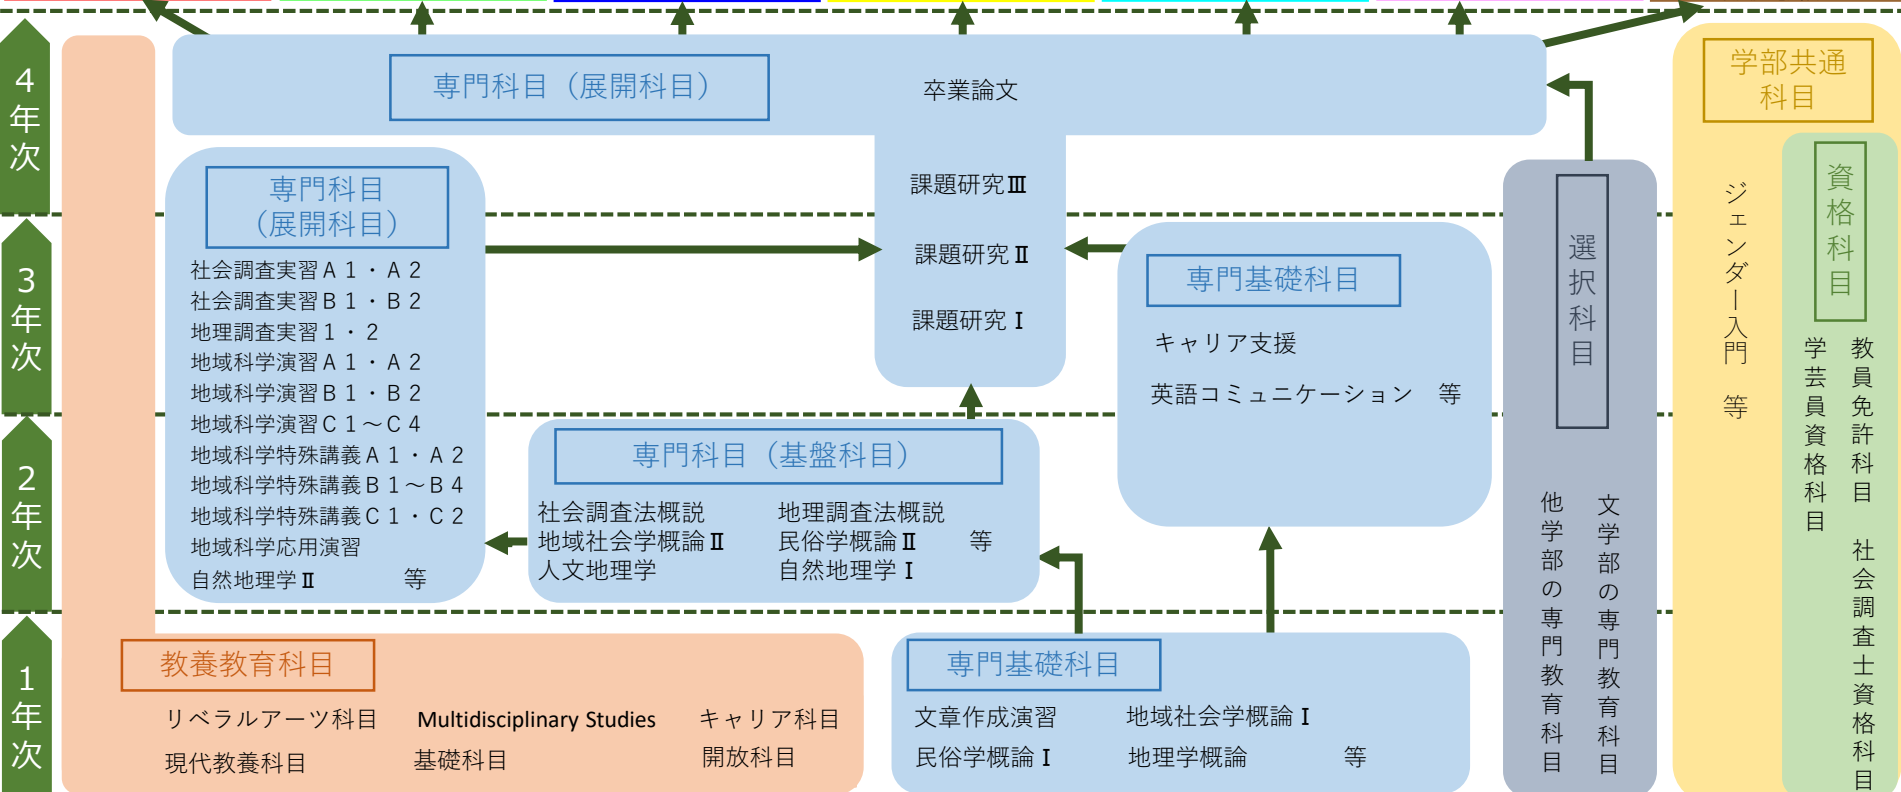 4年次
3年次
2年次
1年次
専門科目（展開科目）
卒業論文
課題研究Ⅲ
課題研究Ⅱ
課題研究Ⅰ
専門科目
（展開科目）
社会調査実習Ａ１・Ａ２
社会調査実習Ｂ１・Ｂ２
地理調査実習１・２
地域科学演習Ａ１・Ａ２
地域科学演習Ｂ１・Ｂ２
地域科学演習Ｃ１～Ｃ４
地域科学特殊講義Ａ１・Ａ２
地域科学特殊講義Ｂ１～Ｂ４
地域科学特殊講義Ｃ１・Ｃ２
地域科学応用演習
自然地理学Ⅱ　等
専門基礎科目
キャリア支援
英語コミュニケーション　等
専門科目（基盤科目）
社会調査法概説　地理調査法概説
地域社会学概論Ⅱ　民俗学概論Ⅱ　等
人文地理学　自然地理学Ⅰ
教養教育科目
リベラルアーツ科目　Multidisciplinary Studies　キャリア科目
現代教養科目　基礎科目　開放科目
専門基礎科目
文章作成演習　地域社会学概論Ⅰ
民俗学概論Ⅰ　地理学概論　等
選択科目
文学部の専門教育科目
他学部の専門教育科目
学部共通
科目
ジェンダー入門　等
資格科目
教員免許科目　社会調査士資格科目
学芸員資格科目